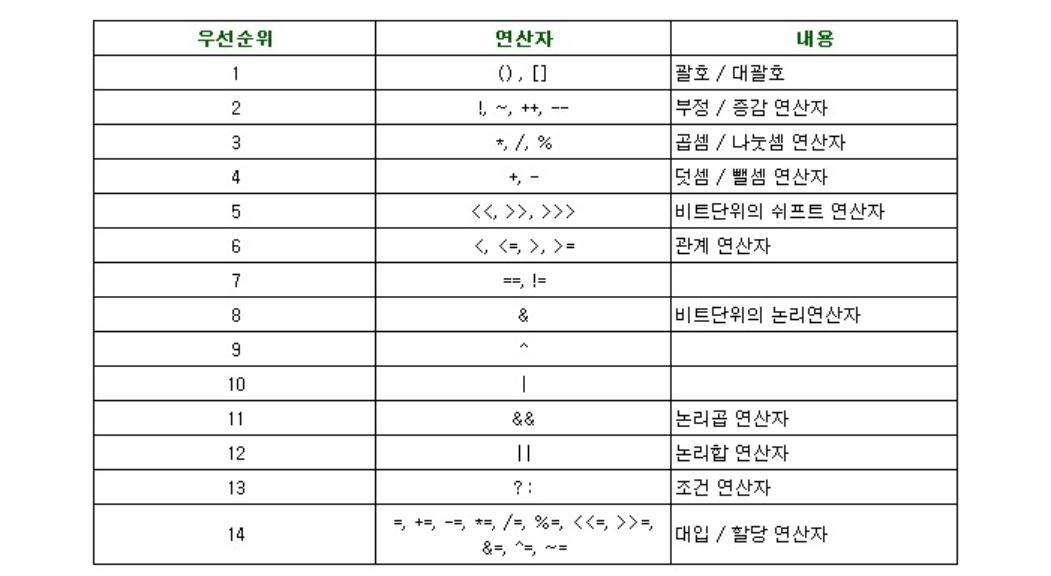 우선순위 연산자 내용
1 (), [] 괄호 / 대괄호
2 !, ~, ++, -- 부정 / 증감 연산자
3 *, /, % 곱셈 / 나눗셈 연산자
4 +, - 덧셈 / 뺄셈 연산자
5 <<, >>, >>> 비트단위의 쉬프트 연산자
6 <, <=, >, >= 관계 연산자
7 ==, !=
8 & 비트단위의 논리연산자
9 ^
10 |
11 && 논리곱 연산자
12 || 논리합 연산자
13 ? : 조건 연산자
14 =, +=, -=, *=, /=, %=, <<=, >>=, 대입 / 할당 연산자
&=, ^=, ~=